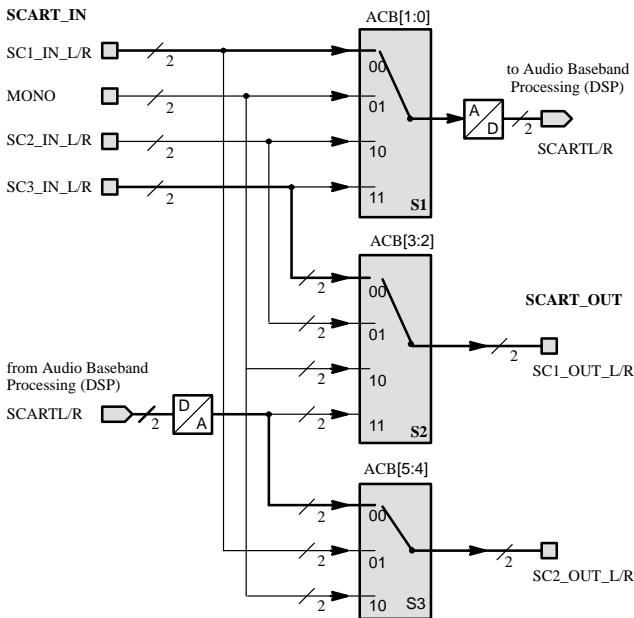 SCART_IN
ACB[1:0]
SC1_IN_L/R
2
00
to Audio Baseband
Processing (DSP)
MONO
2
01
A
D
2
SCARTL/R
SC2_IN_L/R
2
10
SC3_IN_L/R
2
11
S1
ACB[3:2]
2
00
SCART_OUT
2
01
2
SC1_OUT_L/R
from Audio Baseband
Processing (DSP)
2
10
SCARTL/R
2
D
A
2
11
S2
ACB[5:4]
2
00
2
01
2
SC2_OUT_L/R
2
10
S3